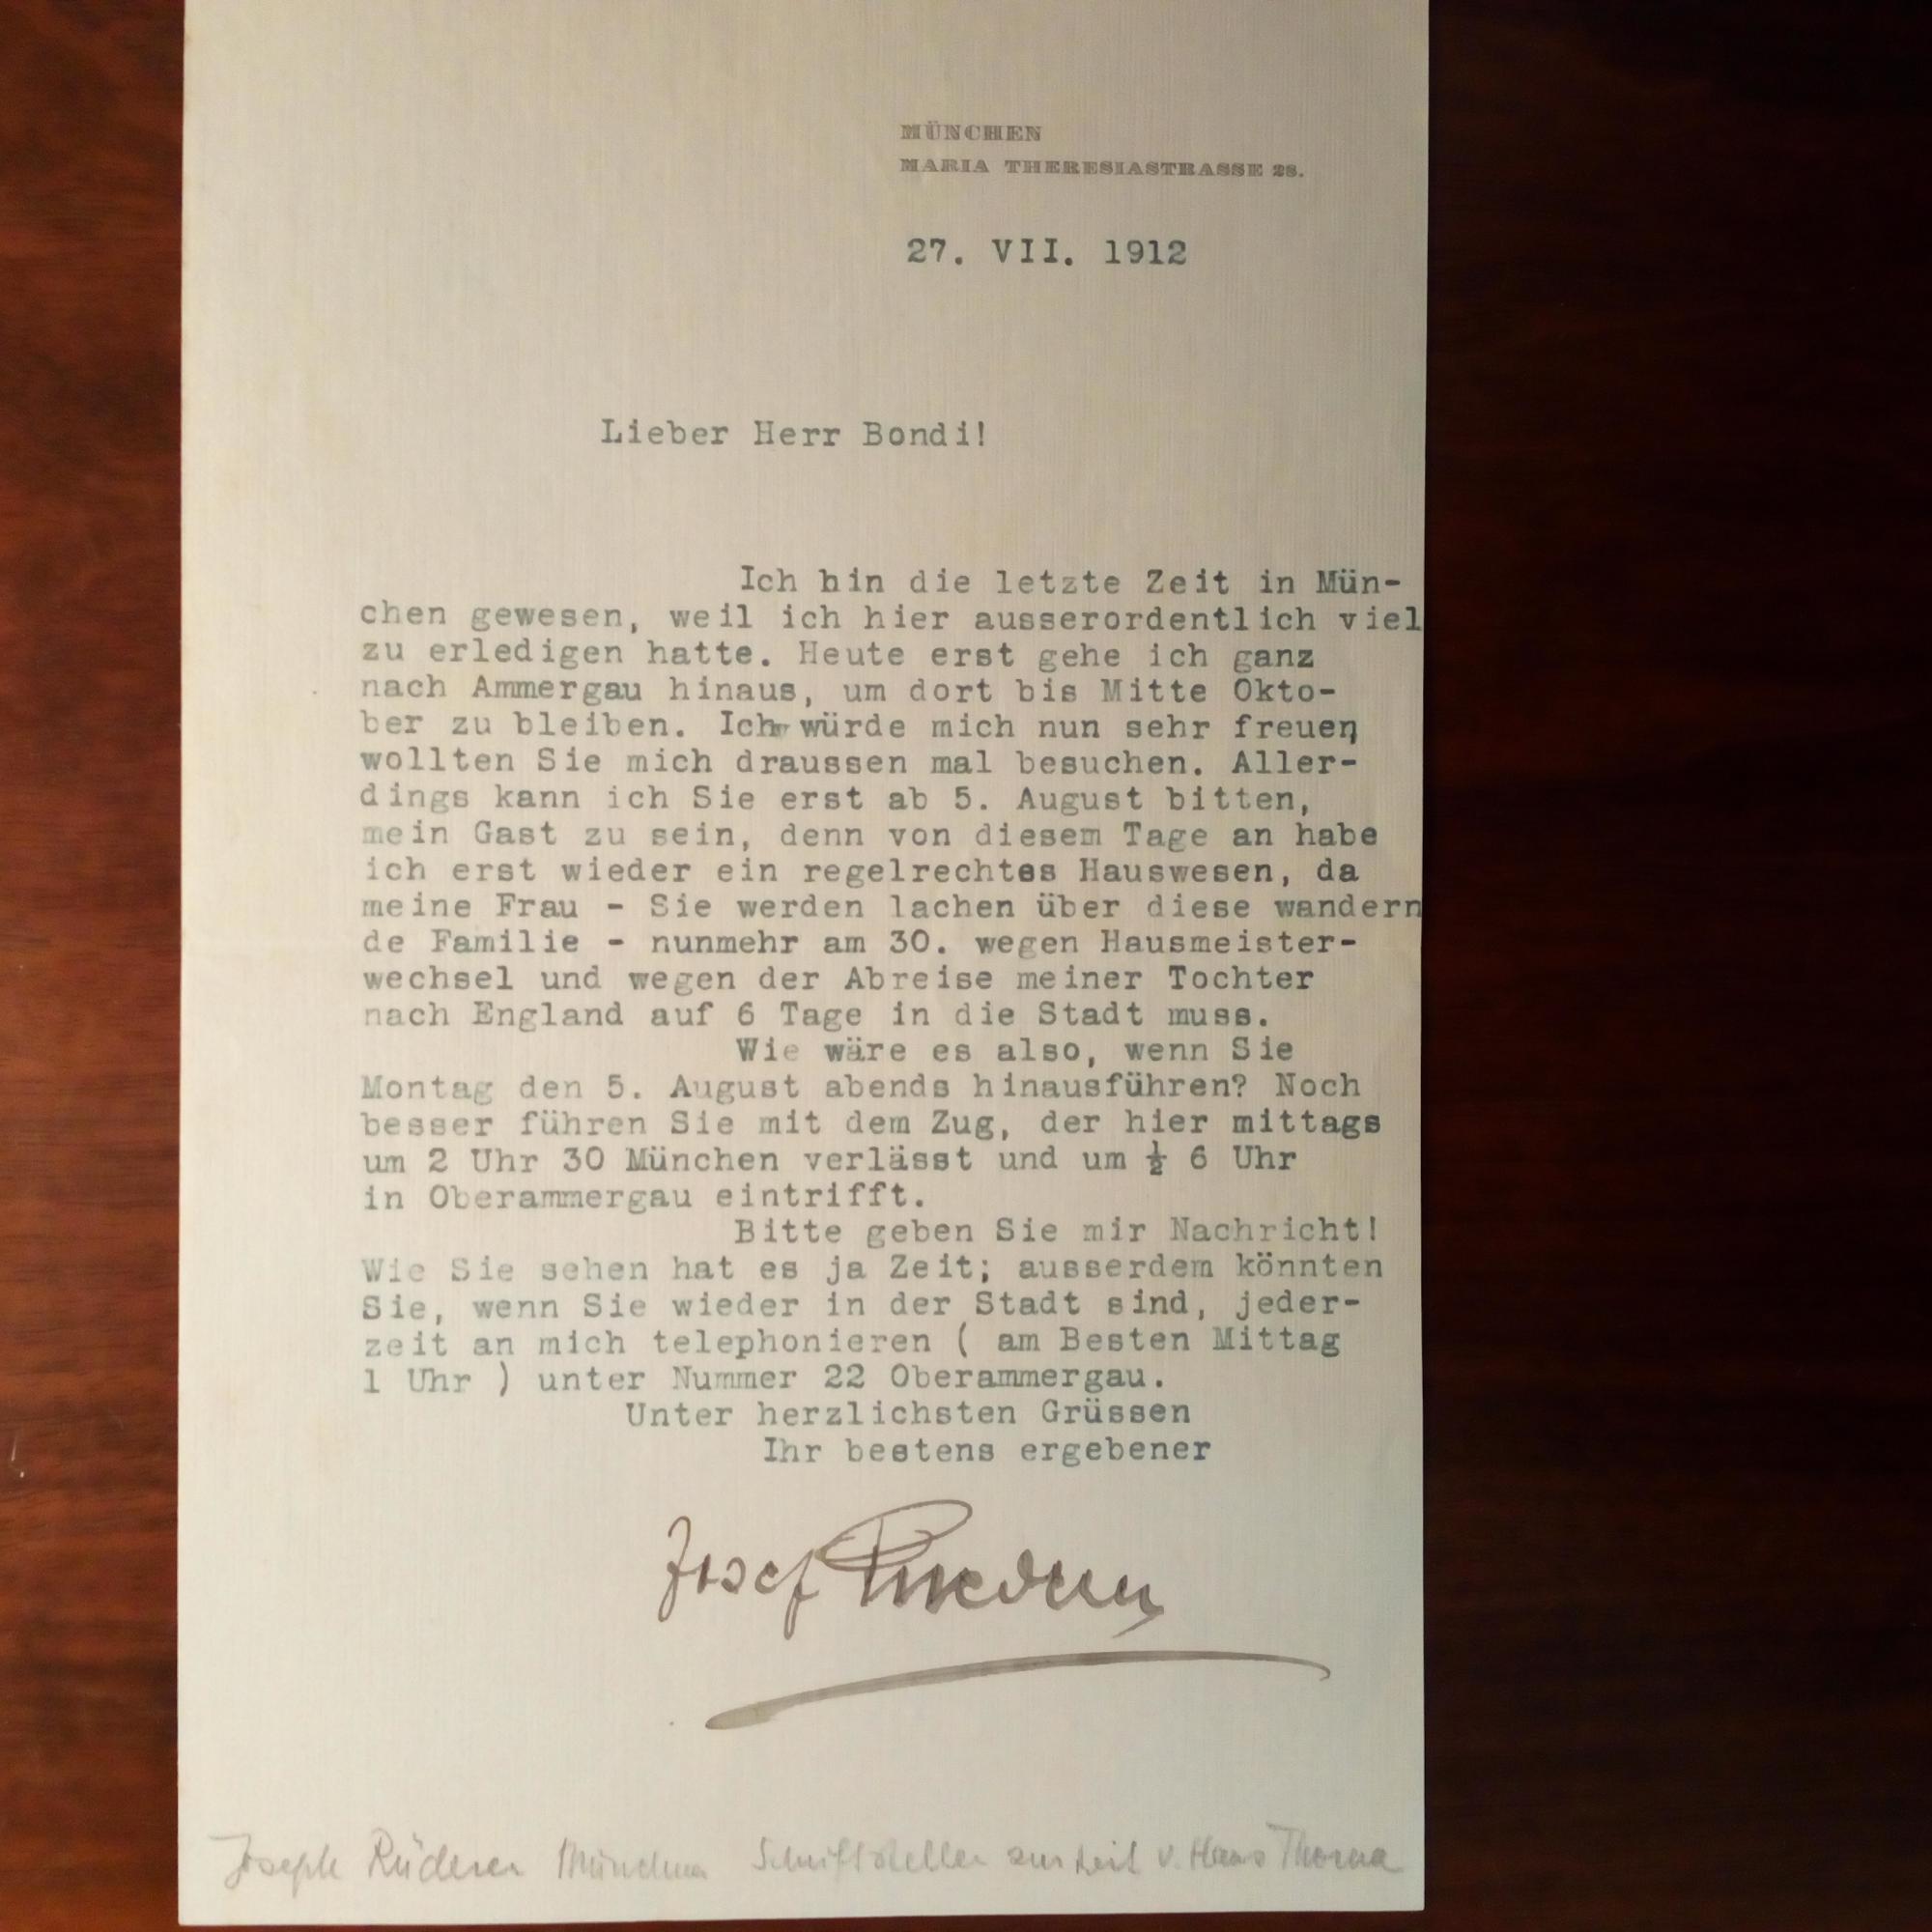 MÜNCHEN
MARIA THERESIASTRASSE 28.
27. VII. 1912
Lieber Herr Bondi!
Ich bin die letzte Zeit in Mün-
chen gewesen, weil ich hier ausserordentlich viel
zu erledigen hatte. Heute erst gehe ich ganz
nach Ammergau hinaus, um dort bis Mitte Okto-
ber zu bleiben. Ich würde mich nun sehr freuen,
wollten Sie mich draussen mal besuchen. Aller-
dings kann ich Sie erst ab 5. August bitten,
mein Gast zu sein, denn von diesem Tage an habe
ich erst wieder ein regelrechtes Hauswesen, da
meine Frau - Sie werden lachen über diese wandern
de Familie - nunmehr am 30. wegen Hausmeister-
wechsel und wegen der Abreise meiner Tochter
nach England auf 6 Tage in die Stadt muss.
Wie wäre es also, wenn Sie
Montag den 5. August abends hinausführen? Noch
besser führen Sie mit dem Zug, der hier mittags
um 2 Uhr 30 München verlässt und um ½ 6 Uhr
in Oberammergau eintrifft.
Bitte geben Sie mir Nachricht!
Wie Sie sehen hat es ja Zeit; ausserdem könnten
Sie, wenn Sie wieder in der Stadt sind, jeder-
zeit an mich telephonieren ( am Besten Mittag
1 Uhr ) unter Nummer 22 Oberammergau.
Unter herzlichsten Grüssen
Ihr bestens ergebener
Josef Ruederer
Joseph Rüderer München Schriftsteller zur Zeit v. Hans Thoma